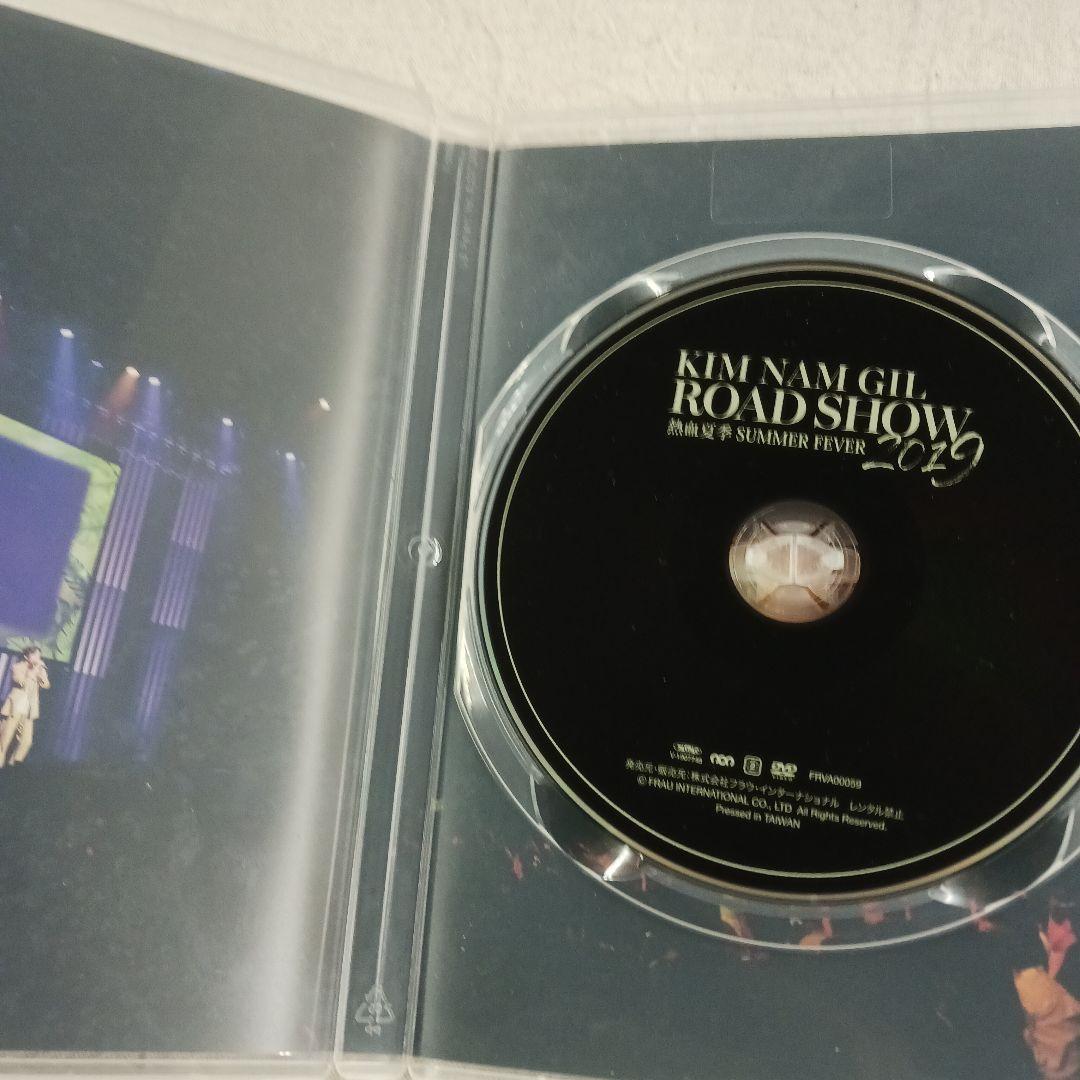 KIM NAM GIL
ROAD SHOW
熱血夏季 SUMMER FEVER 2019
DVD VIDEO FRVA00059
発売元・販売元:株式会社フラウ・インターナショナル レンタル禁止
© FRAU INTERNATIONAL CO., LTD All Rights Reserved.
Pressed in TAIWAN